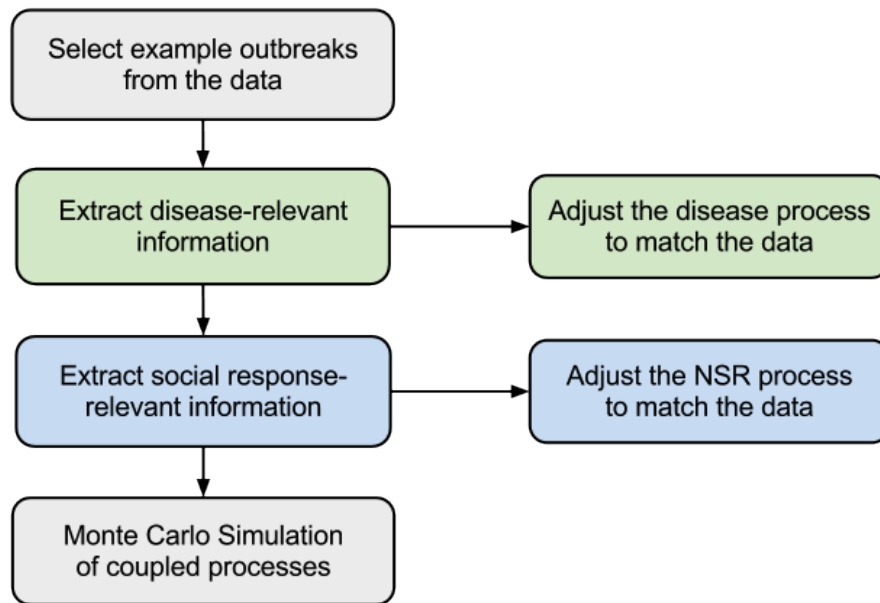 Select example outbreaks
from the data
Extract disease-relevant
information
Adjust the disease process
to match the data
Extract social response-
relevant information
Adjust the NSR process
to match the data
Monte Carlo Simulation
of coupled processes